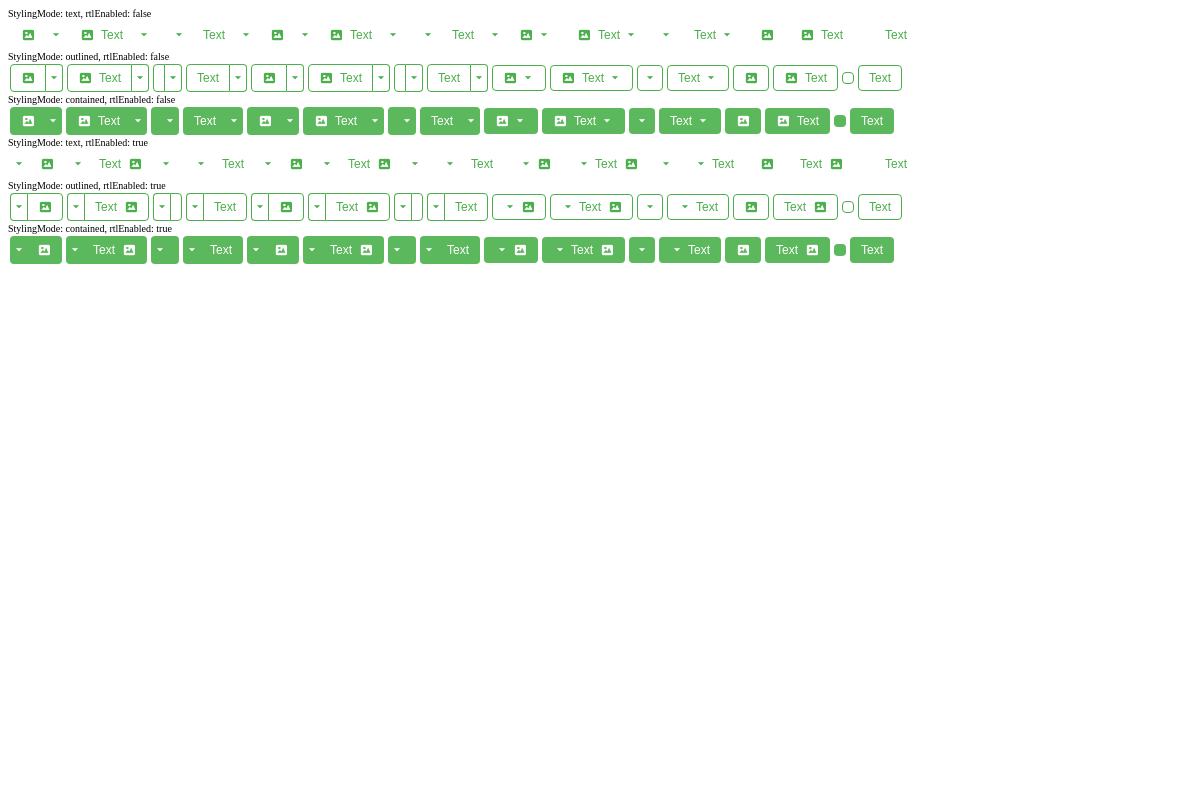 StylingMode: text, rtlEnabled: false
Text Text Text Text Text Text Text Text
StylingMode: outlined, rtlEnabled: false
Text Text Text Text Text Text Text Text
StylingMode: contained, rtlEnabled: false
Text Text Text Text Text Text Text Text
StylingMode: text, rtlEnabled: true
Text Text Text Text Text Text Text Text
StylingMode: outlined, rtlEnabled: true
Text Text Text Text Text Text Text Text
StylingMode: contained, rtlEnabled: true
Text Text Text Text Text Text Text Text